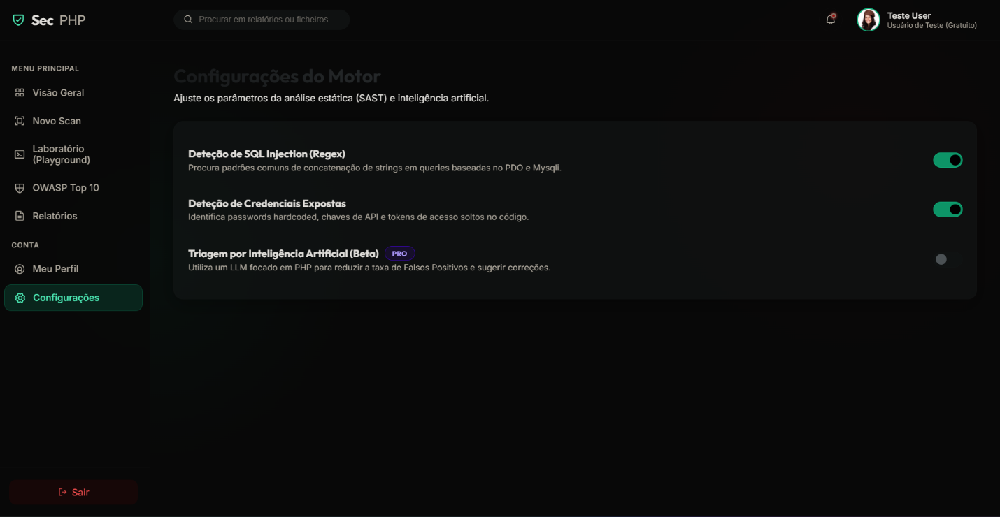 Sec PHP
Procurar em relatórios ou ficheiros...
Teste User
Usuário de Teste (Gratuito)
MENU PRINCIPAL
Visão Geral
Novo Scan
Laboratório
(Playground)
OWASP Top 10
Relatórios
CONTA
Meu Perfil
Configurações
Sair
Configurações do Motor
Ajuste os parâmetros da análise estática (SAST) e inteligência artificial.
Deteção de SQL Injection (Regex)
Procura padrões comuns de concatenação de strings em queries baseadas no PDO e Mysqli.
Deteção de Credenciais Expostas
Identifica passwords hardcoded, chaves de API e tokens de acesso soltos no código.
Triagem por Inteligência Artificial (Beta) PRO
Utiliza um LLM focado em PHP para reduzir a taxa de Falsos Positivos e sugerir correções.